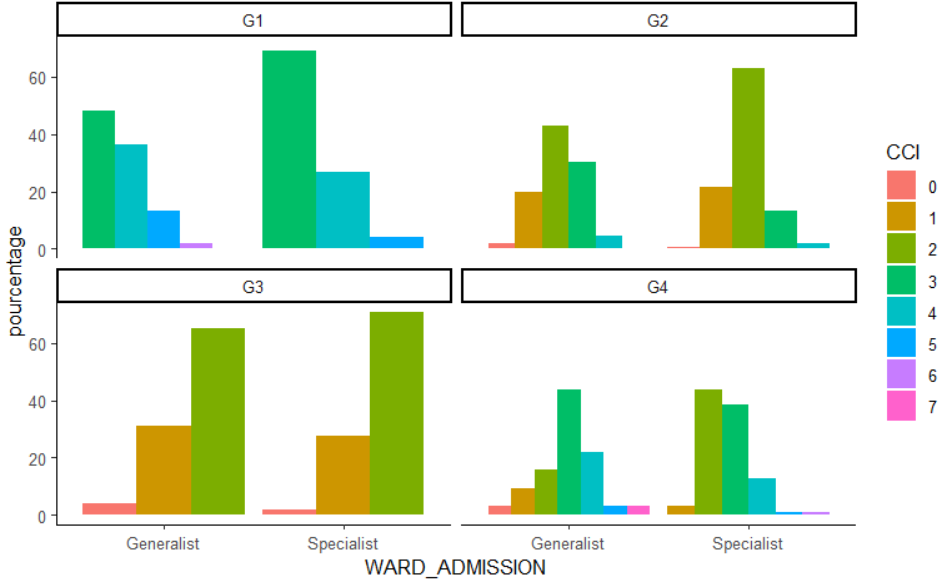 G1
G2
60
40
20
0
G3
G4
60
40
20
0
Generalist
Specialist
Generalist
Specialist
WARD_ADMISSION
pourcentage
CCI
0
1
2
3
4
5
6
7